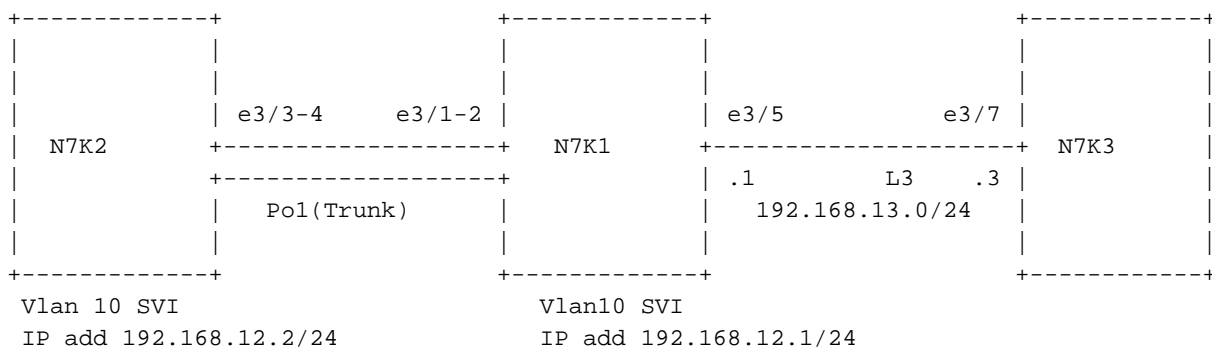 e3/3-4 e3/1-2 e3/5 e3/7
N7K2 N7K1 N7K3
.1 L3 .3
Po1(Trunk) 192.168.13.0/24
Vlan 10 SVI Vlan10 SVI
IP add 192.168.12.2/24 IP add 192.168.12.1/24